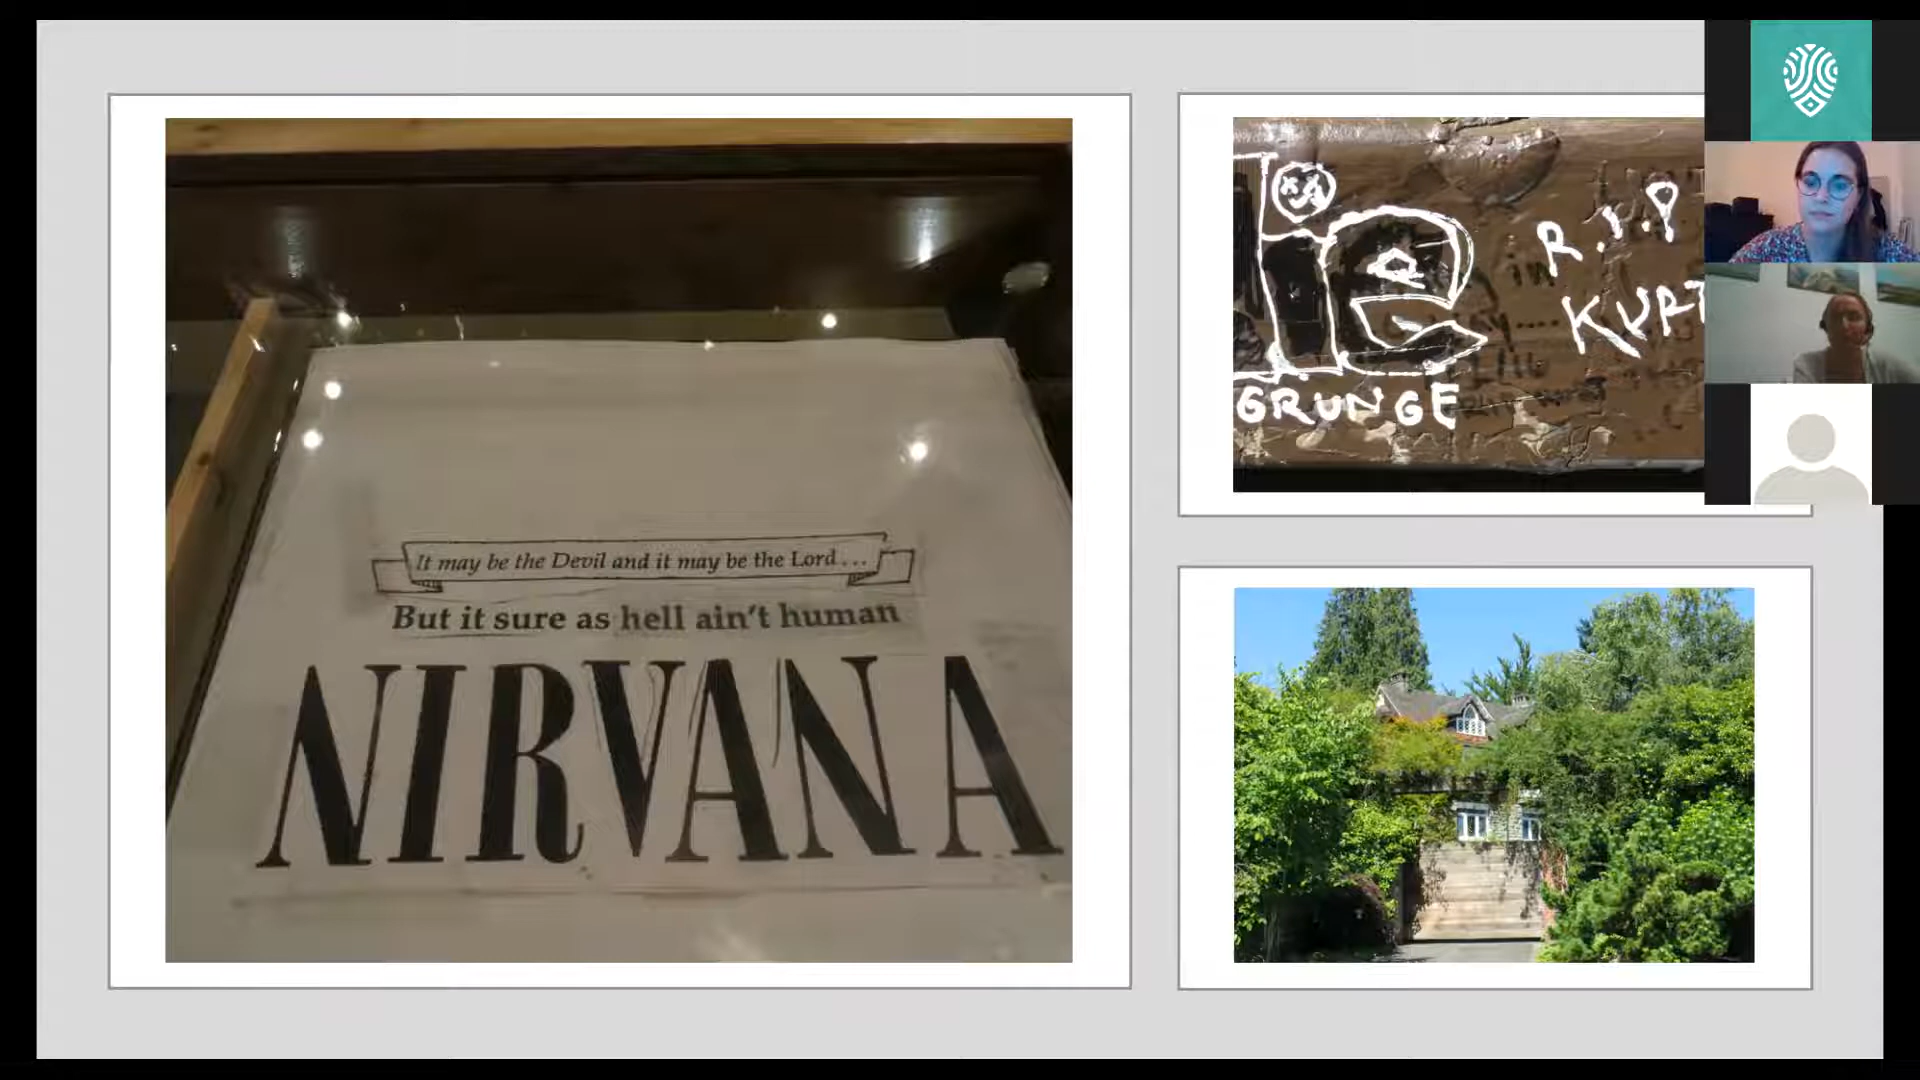 It may be the Devil and it may be the Lord ...
But it sure as hell ain't human
NIRVANA
R.I.P
KURT
GRUNGE